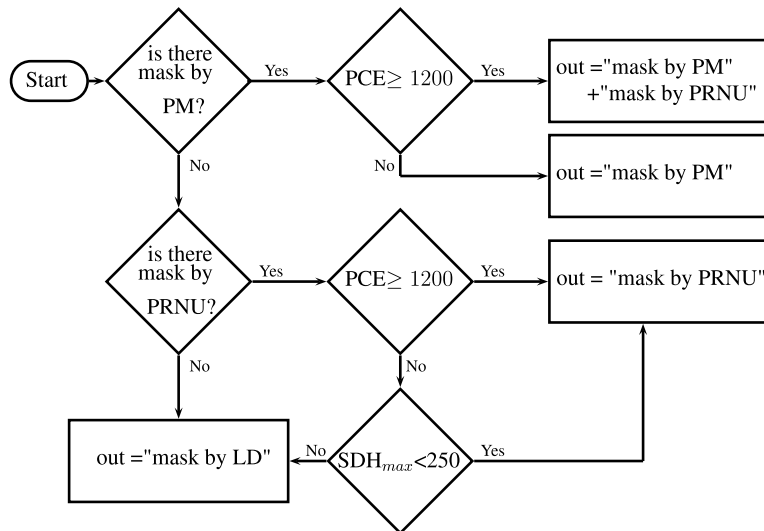 is there
mask by
PM?
Start
Yes
PCE≥ 1200
Yes
out ="mask by PM"
+"mask by PRNU"
No
No
out ="mask by PM"
is there
mask by
PRNU?
Yes
PCE≥ 1200
Yes
out = "mask by PRNU"
No
No
out ="mask by LD"
No
SDHmax<250
Yes